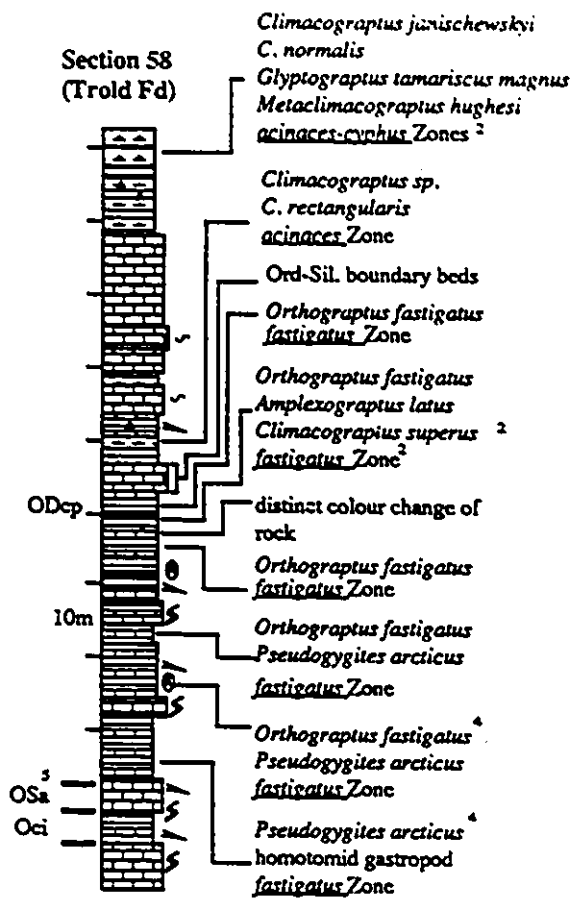 Section 58
(Trold Fd)
Climacograptus janischewskyi
C. normalis
Glyptograptus tamariscus magnus
Metaclimacograptus hughesi
acinaces-cyphus Zones 2
Climacograptus sp.
C. rectangularis
acinaces Zone
Ord-Sil. boundary beds
Orthograptus fastigatus
fastigatus Zone
Orthograptus fastigatus
Amplexograptus latus
Climacograptus superus 2
fastigatus Zone 2
ODcp
distinct colour change of
rock
Orthograptus fastigatus
fastigatus Zone
10m
Orthograptus fastigatus
Pseudogygites arcticus
fastigatus Zone
Orthograptus fastigatus 4
Pseudogygites arcticus
fastigatus Zone
OSa
Oci
Pseudogygites arcticus 4
homotomid gastropod
fastigatus Zone